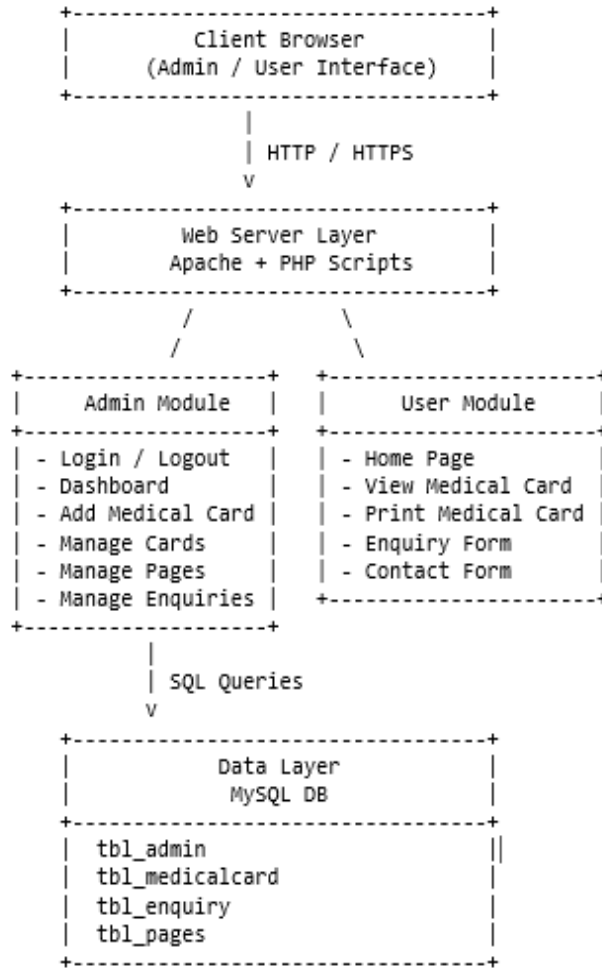 Client Browser
(Admin / User Interface)
HTTP / HTTPS
Web Server Layer
Apache + PHP Scripts
Admin Module
- Login / Logout
- Dashboard
- Add Medical Card
- Manage Cards
- Manage Pages
- Manage Enquiries
User Module
- Home Page
- View Medical Card
- Print Medical Card
- Enquiry Form
- Contact Form
SQL Queries
Data Layer
MySQL DB
tbl_admin
tbl_medicalcard
tbl_enquiry
tbl_pages